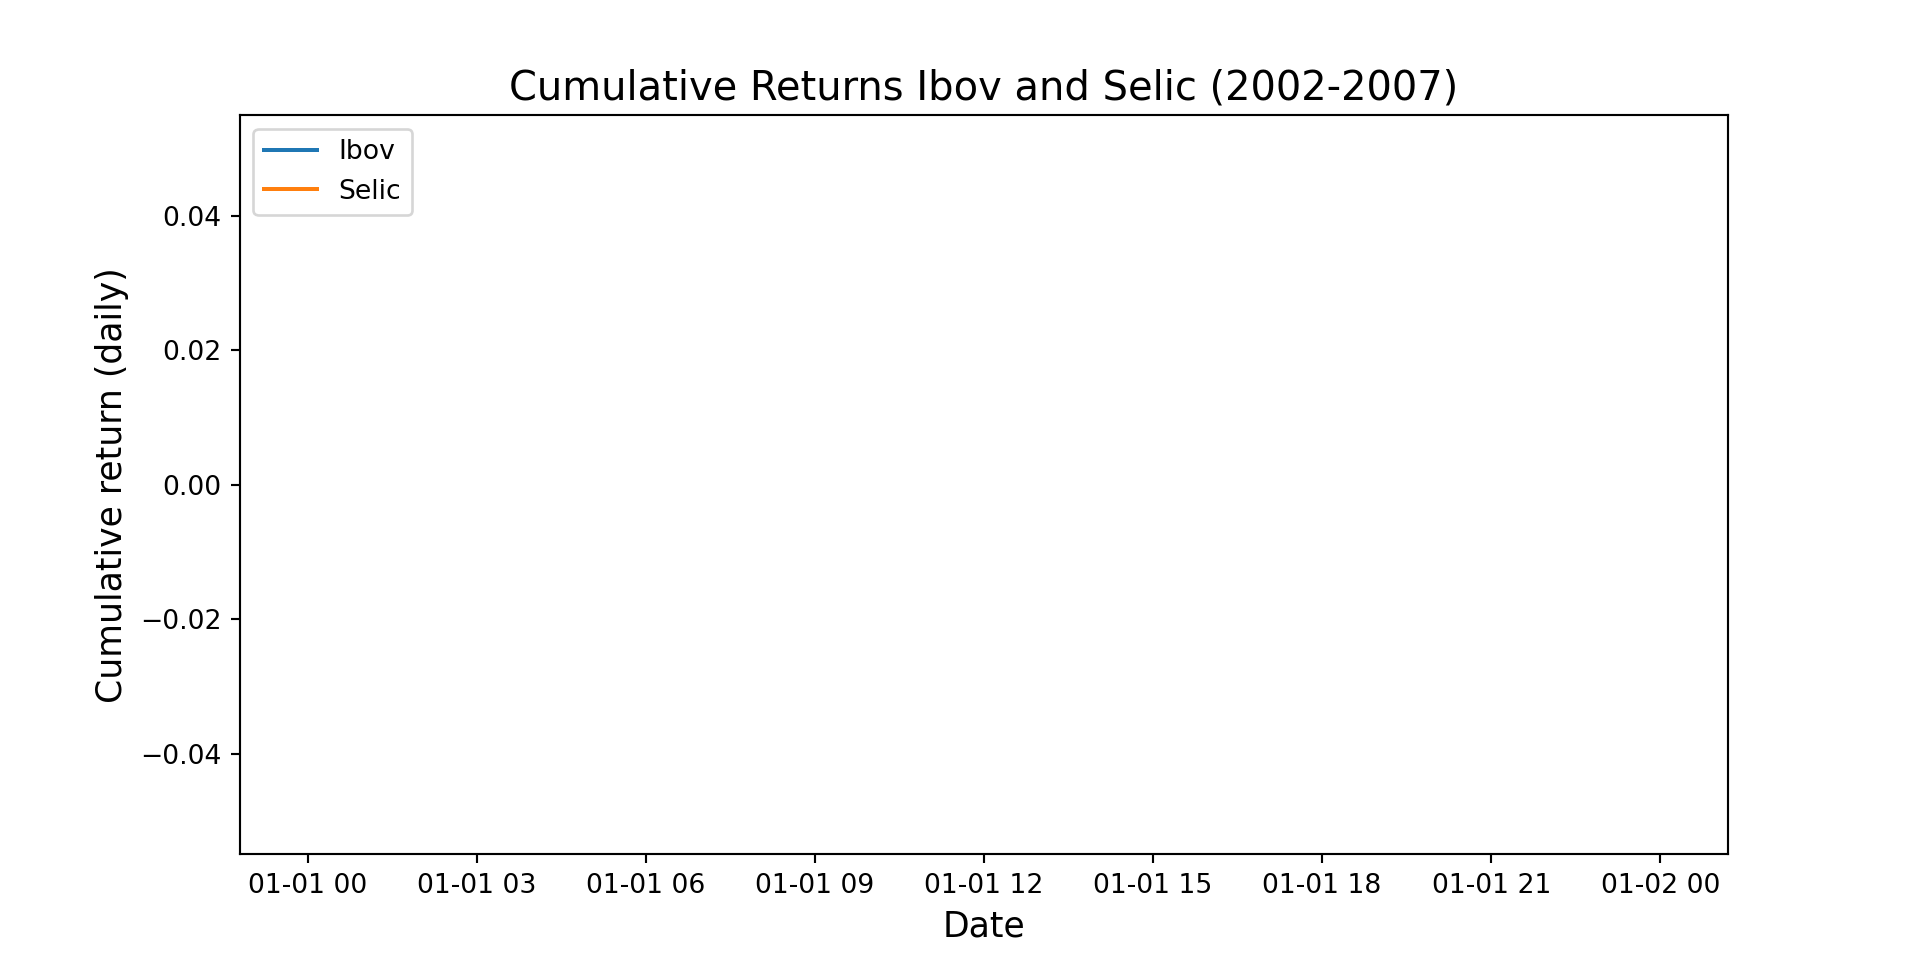 Cumulative Returns Ibov and Selic (2002-2007)
Ibov
Selic
Cumulative return (daily)
0.04
0.02
0.00
−0.02
−0.04
01-01 00 01-01 03 01-01 06 01-01 09 01-01 12 01-01 15 01-01 18 01-01 21 01-02 00
Date